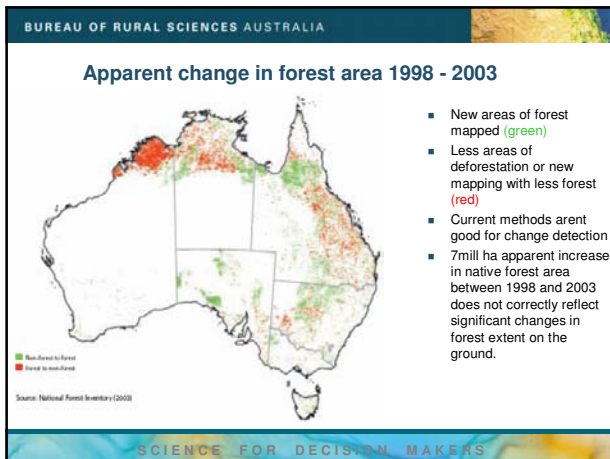 BUREAU OF RURAL SCIENCES AUSTRALIA
Apparent change in forest area 1998 - 2003
New areas of forest
mapped (green)
Less areas of
deforestation or new
mapping with less forest
(red)
Current methods arent
good for change detection
7mill ha apparent increase
in native forest area
between 1998 and 2003
does not correctly reflect
significant changes in
forest extent on the
ground.
Non-forest to forest
Forest to non-forest
Source: National Forest Inventory (2003)
SCIENCE FOR DECISION MAKERS